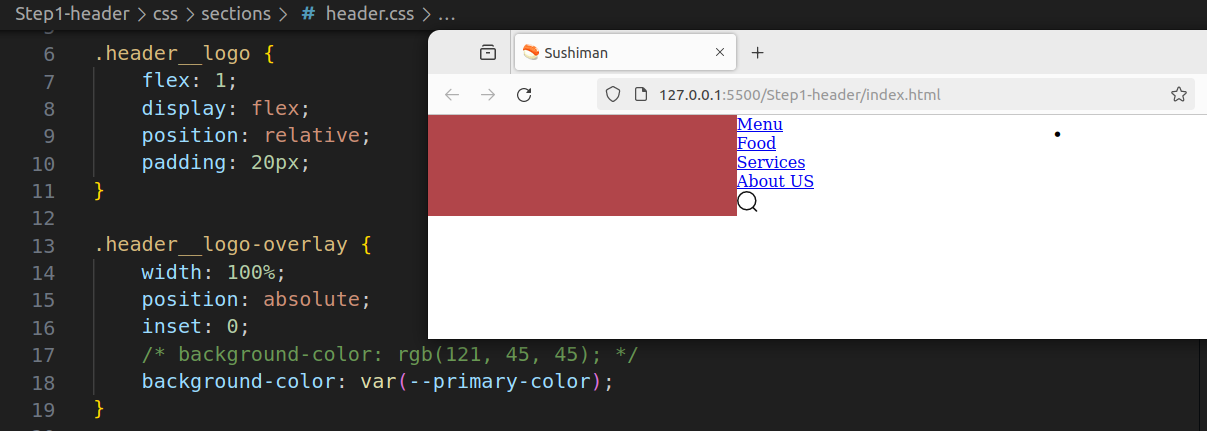 Step1-header > css > sections > # header.css > ...
6 .header__logo {
7 flex: 1;
8 display: flex;
9 position: relative;
10 padding: 20px;
11 }
12
13 .header__logo-overlay {
14 width: 100%;
15 position: absolute;
16 inset: 0;
17 /* background-color: rgb(121, 45, 45); */
18 background-color: var(--primary-color);
19 }
Sushiman
127.0.0.1:5500/Step1-header/index.html
Menu
Food
Services
About US